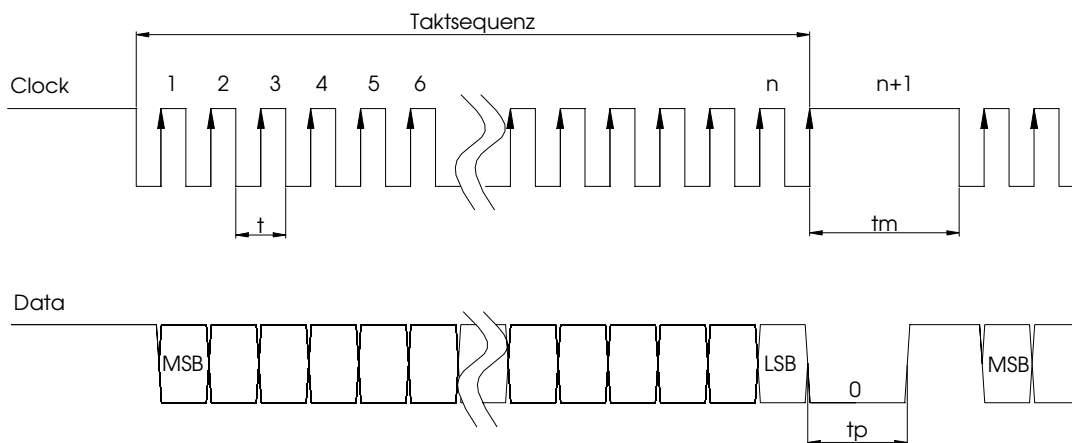 Taktsequenz
Clock 1 2 3 4 5 6 n n+1
t tm
Data
MSB LSB 0 MSB
tp